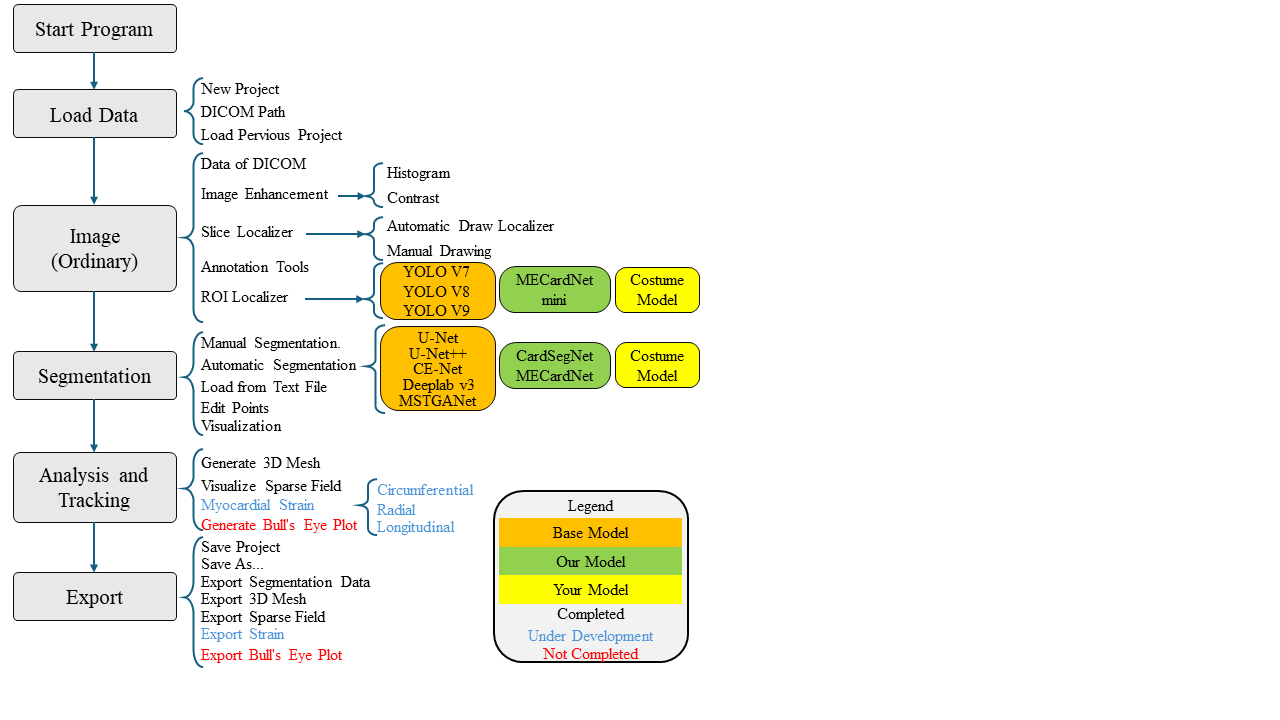 Start Program
Load Data
New Project
DICOM Path
Load Pervious Project
Image
(Ordinary)
Data of DICOM
Image Enhancement
Histogram
Contrast
Slice Localizer
Automatic Draw Localizer
Manual Drawing
Annotation Tools
ROI Localizer
YOLO V7
YOLO V8
YOLO V9
MECardNet
mini
Costume
Model
Segmentation
Manual Segmentation.
Automatic Segmentation
Load from Text File
Edit Points
Visualization
U-Net
U-Net++
CE-Net
Deeplab v3
MSTGANet
CardSegNet
MECardNet
Costume
Model
Analysis and
Tracking
Generate 3D Mesh
Visualize Sparse Field
Myocardial Strain
Generate Bull's Eye Plot
Circumferential
Radial
Longitudinal
Export
Save Project
Save As...
Export Segmentation Data
Export 3D Mesh
Export Sparse Field
Export Strain
Export Bull's Eye Plot
Legend
Base Model
Our Model
Your Model
Completed
Under Development
Not Completed